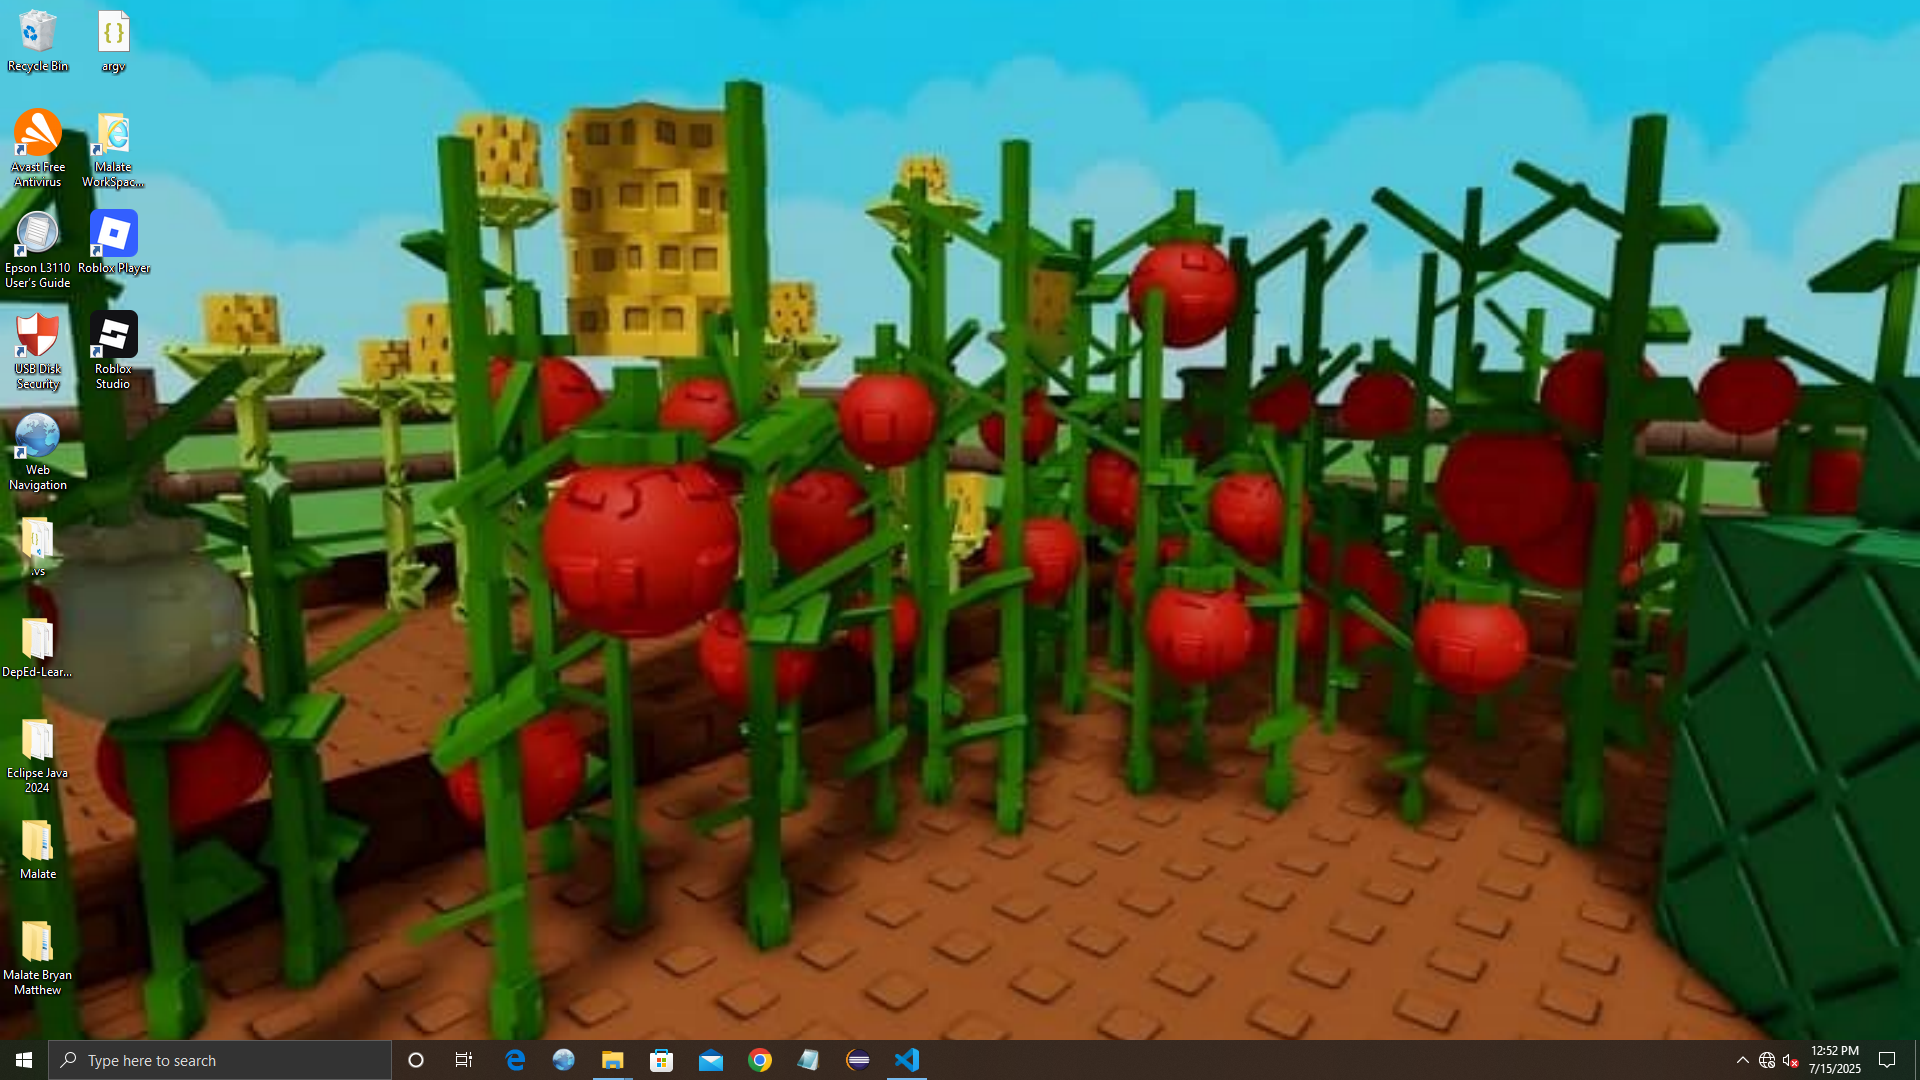 Recycle Bin
argv
Avast Free
Antivirus
Malate
WorkSpac...
Epson L3110
User's Guide
Roblox Player
USB Disk
Security
Roblox
Studio
Web
Navigation
.vs
DepEd-Lear...
Eclipse Java
2024
Malate
Malate Bryan
Matthew
Type here to search
12:52 PM
7/15/2025